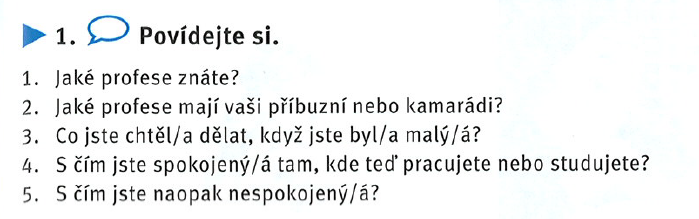 1. Povídejte si.
1. Jaké profese znáte?
2. Jaké profese mají vaši příbuzní nebo kamarádi?
3. Co jste chtěl/a dělat, když jste byl/a malý/á?
4. S čím jste spokojený/á tam, kde teď pracujete nebo studujete?
5. S čím jste naopak nespokojený/á?